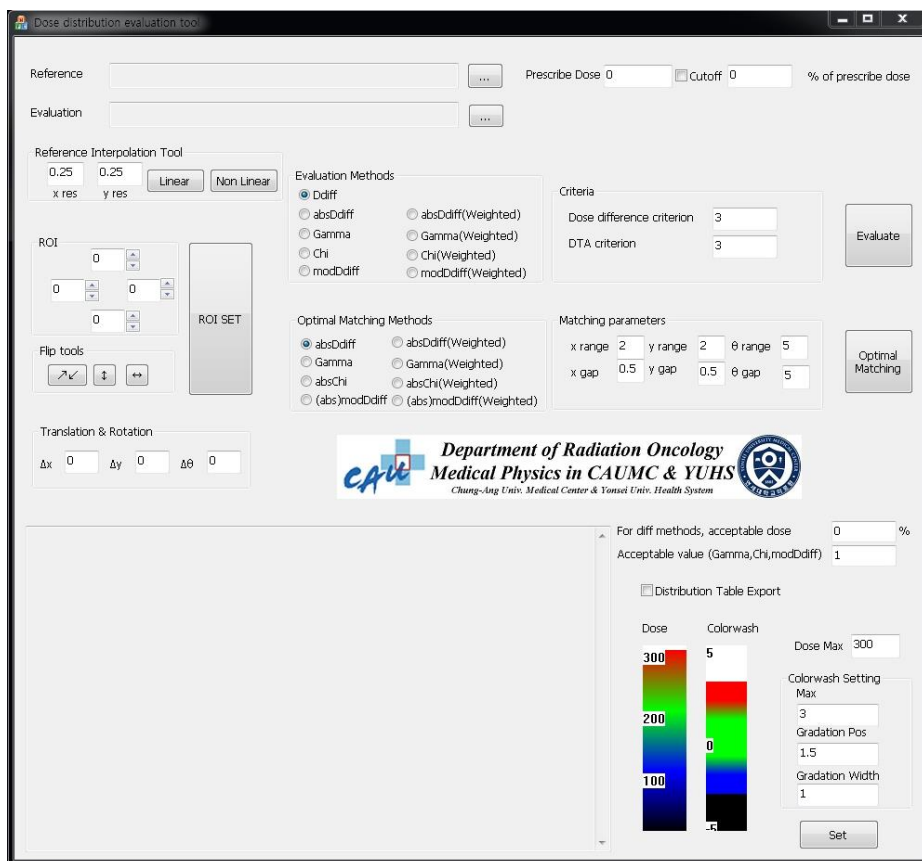 Dose distribution evaluation tool
Reference ... Prescribe Dose 0 Cutoff 0 % of prescribe dose
Evaluation ...
Reference Interpolation Tool
0.25 0.25 Linear Non Linear
x res y res
Evaluation Methods
Ddiff
absDdiff absDdiff(Weighted)
Gamma Gamma(Weighted)
Chi Chi(Weighted)
modDdiff modDdiff(Weighted)
Criteria
Dose difference criterion 3
DTA criterion 3
Evaluate
ROI
0
0 0
0
ROI SET
Flip tools
↗↙ ↕ ↔
Optimal Matching Methods
absDdiff absDdiff(Weighted)
Gamma Gamma(Weighted)
absChi absChi(Weighted)
(abs)modDdiff (abs)modDdiff(Weighted)
Matching parameters
x range 2 y range 2 θ range 5
x gap 0.5 y gap 0.5 θ gap 5
Optimal
Matching
Translation & Rotation
Δx 0 Δy 0 Δθ 0
CAU
Department of Radiation Oncology
Medical Physics in CAUMC & YUHS
Chung-Ang Univ. Medical Center & Yonsei Univ. Health System
For diff methods, acceptable dose 0 %
Acceptable value (Gamma,Chi,modDdiff) 1
Distribution Table Export
Dose Colorwash
300 5
200 0
100 -5
Dose Max 300
Colorwash Setting
Max
3
Gradation Pos
1.5
Gradation Width
1
Set